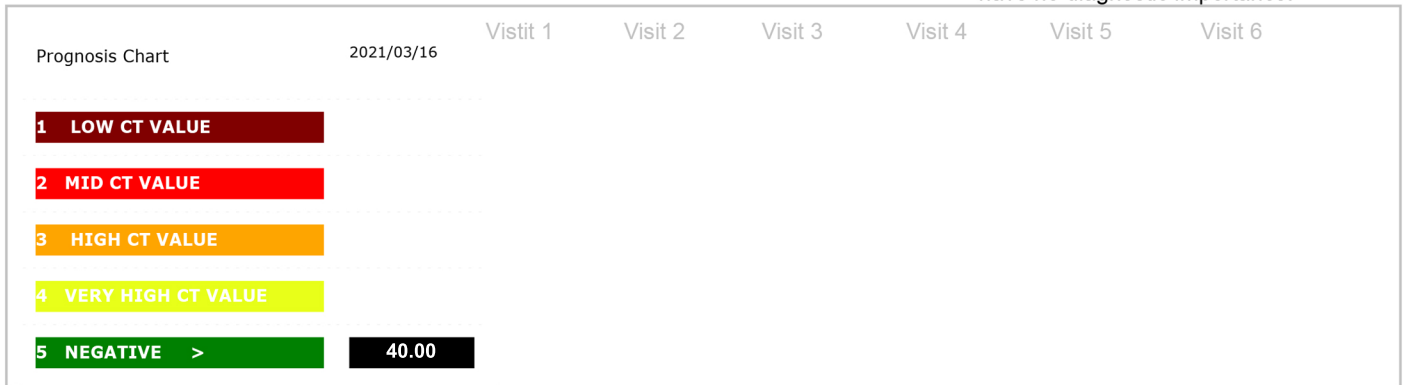 Vistit 1 Visit 2 Visit 3 Visit 4 Visit 5 Visit 6
Prognosis Chart 2021/03/16
1 LOW CT VALUE
2 MID CT VALUE
3 HIGH CT VALUE
4 VERY HIGH CT VALUE
5 NEGATIVE > 40.00